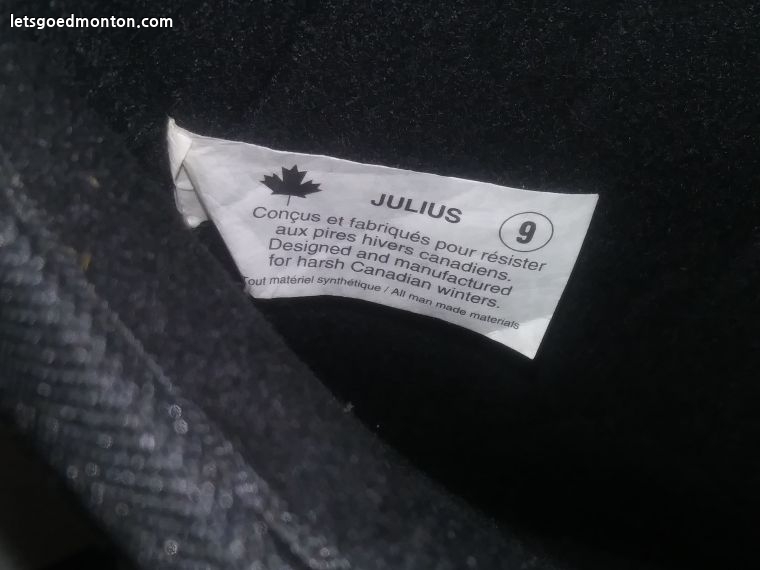 letsgoedmonton.com
JULIUS
9
Conçus et fabriqués pour résister
aux pires hivers canadiens.
Designed and manufactured
for harsh Canadian winters.
Tout matériel synthétique / All man made materials